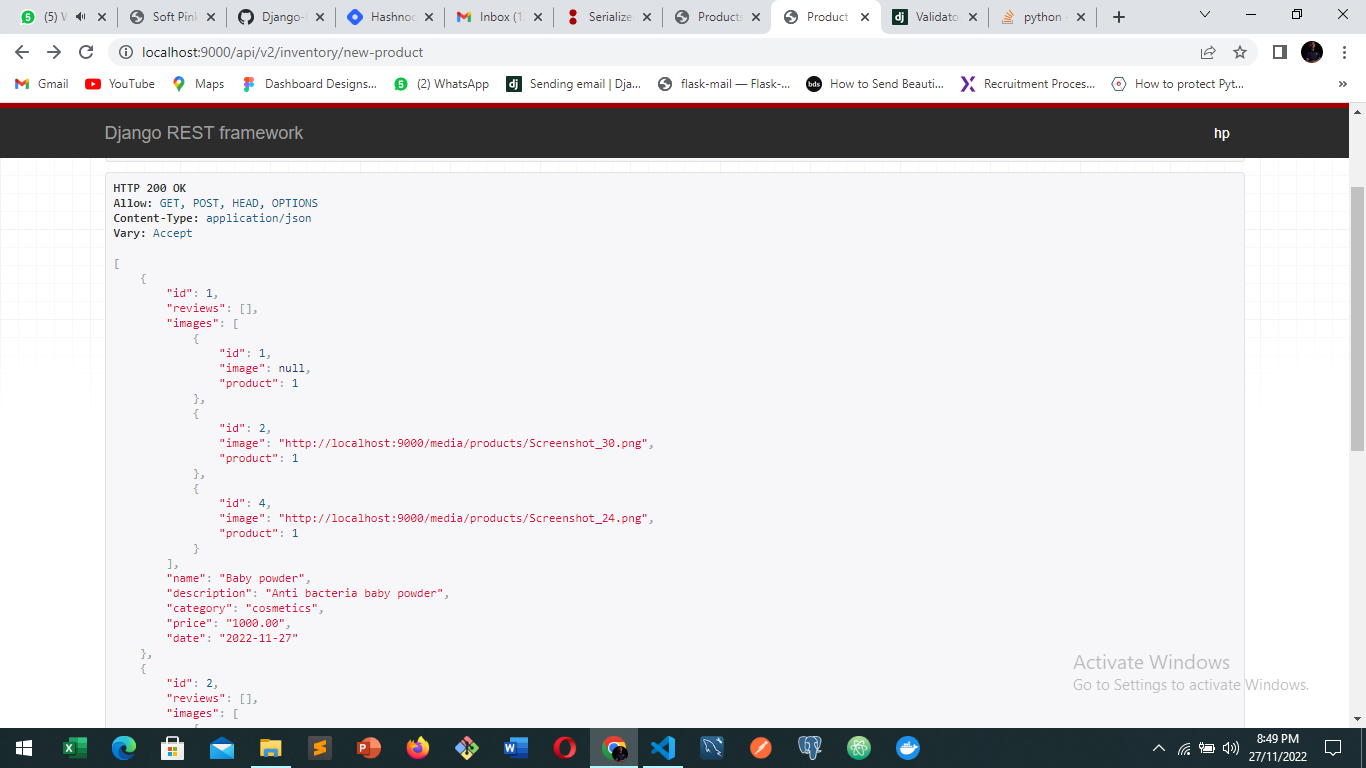 (5) W
Soft Pink
Django-
Hashnod
Inbox (1
Serialize
Products
Product
Validato
python -
localhost:9000/api/v2/inventory/new-product
Gmail
YouTube
Maps
Dashboard Designs...
(2) WhatsApp
Sending email | Dja...
flask-mail — Flask-...
bds
How to Send Beauti...
Recruitment Proces...
How to protect Pyt...
»
Django REST framework
hp
HTTP 200 OK
Allow: GET, POST, HEAD, OPTIONS
Content-Type: application/json
Vary: Accept
[
{
"id": 1,
"reviews": [],
"images": [
{
"id": 1,
"image": null,
"product": 1
},
{
"id": 2,
"image": "http://localhost:9000/media/products/Screenshot_30.png",
"product": 1
},
{
"id": 4,
"image": "http://localhost:9000/media/products/Screenshot_24.png",
"product": 1
}
],
"name": "Baby powder",
"description": "Anti bacteria baby powder",
"category": "cosmetics",
"price": "1000.00",
"date": "2022-11-27"
},
{
"id": 2,
"reviews": [],
"images": [
{
Activate Windows
Go to Settings to activate Windows.
8:49 PM
27/11/2022